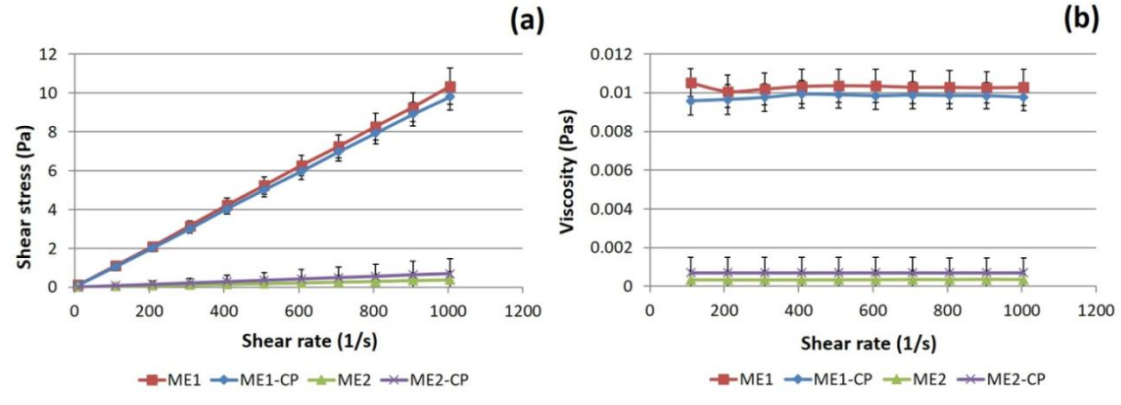 (a)
12
10
8
6
4
2
0
Shear stress (Pa)
0 200 400 600 800 1000 1200
Shear rate (1/s)
ME1 ME1-CP ME2 ME2-CP
(b)
0.012
0.01
0.008
0.006
0.004
0.002
0
Viscosity (Pas)
0 200 400 600 800 1000 1200
Shear rate (1/s)
ME1 ME1-CP ME2 ME2-CP